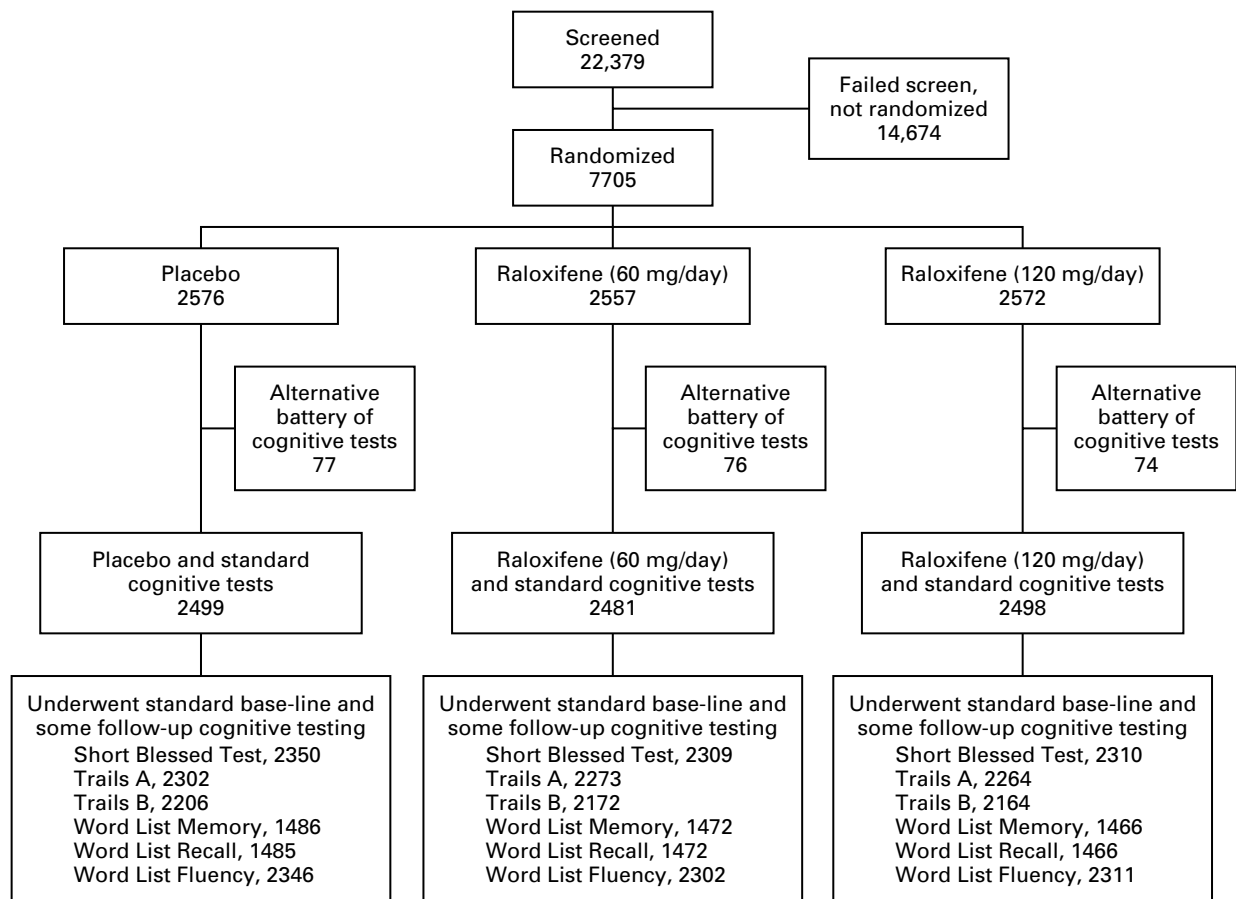 Screened
22,379
Failed screen,
not randomized
14,674
Randomized
7705
Placebo
2576
Raloxifene (60 mg/day)
2557
Raloxifene (120 mg/day)
2572
Alternative
battery of
cognitive tests
77
Alternative
battery of
cognitive tests
76
Alternative
battery of
cognitive tests
74
Placebo and standard
cognitive tests
2499
Raloxifene (60 mg/day)
and standard cognitive tests
2481
Raloxifene (120 mg/day)
and standard cognitive tests
2498
Underwent standard base-line and
some follow-up cognitive testing
Short Blessed Test, 2350
Trails A, 2302
Trails B, 2206
Word List Memory, 1486
Word List Recall, 1485
Word List Fluency, 2346
Underwent standard base-line and
some follow-up cognitive testing
Short Blessed Test, 2309
Trails A, 2273
Trails B, 2172
Word List Memory, 1472
Word List Recall, 1472
Word List Fluency, 2302
Underwent standard base-line and
some follow-up cognitive testing
Short Blessed Test, 2310
Trails A, 2264
Trails B, 2164
Word List Memory, 1466
Word List Recall, 1466
Word List Fluency, 2311